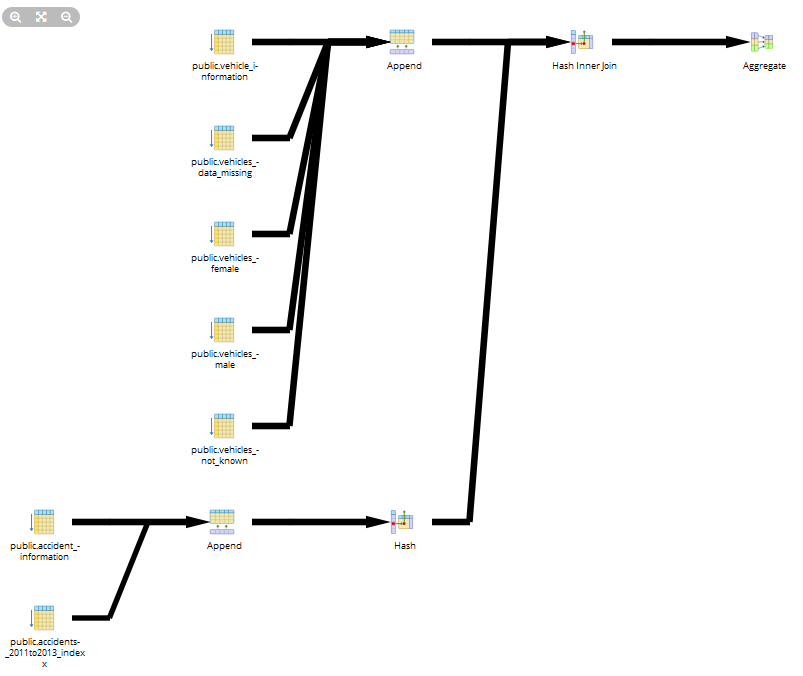 public.vehicle_i-
nformation
Append
Hash Inner Join
Aggregate
public.vehicles_-
data_missing
public.vehicles_-
female
public.vehicles_-
male
public.vehicles_-
not_known
public.accident_-
information
Append
Hash
public.accidents-
_2011to2013_index
x